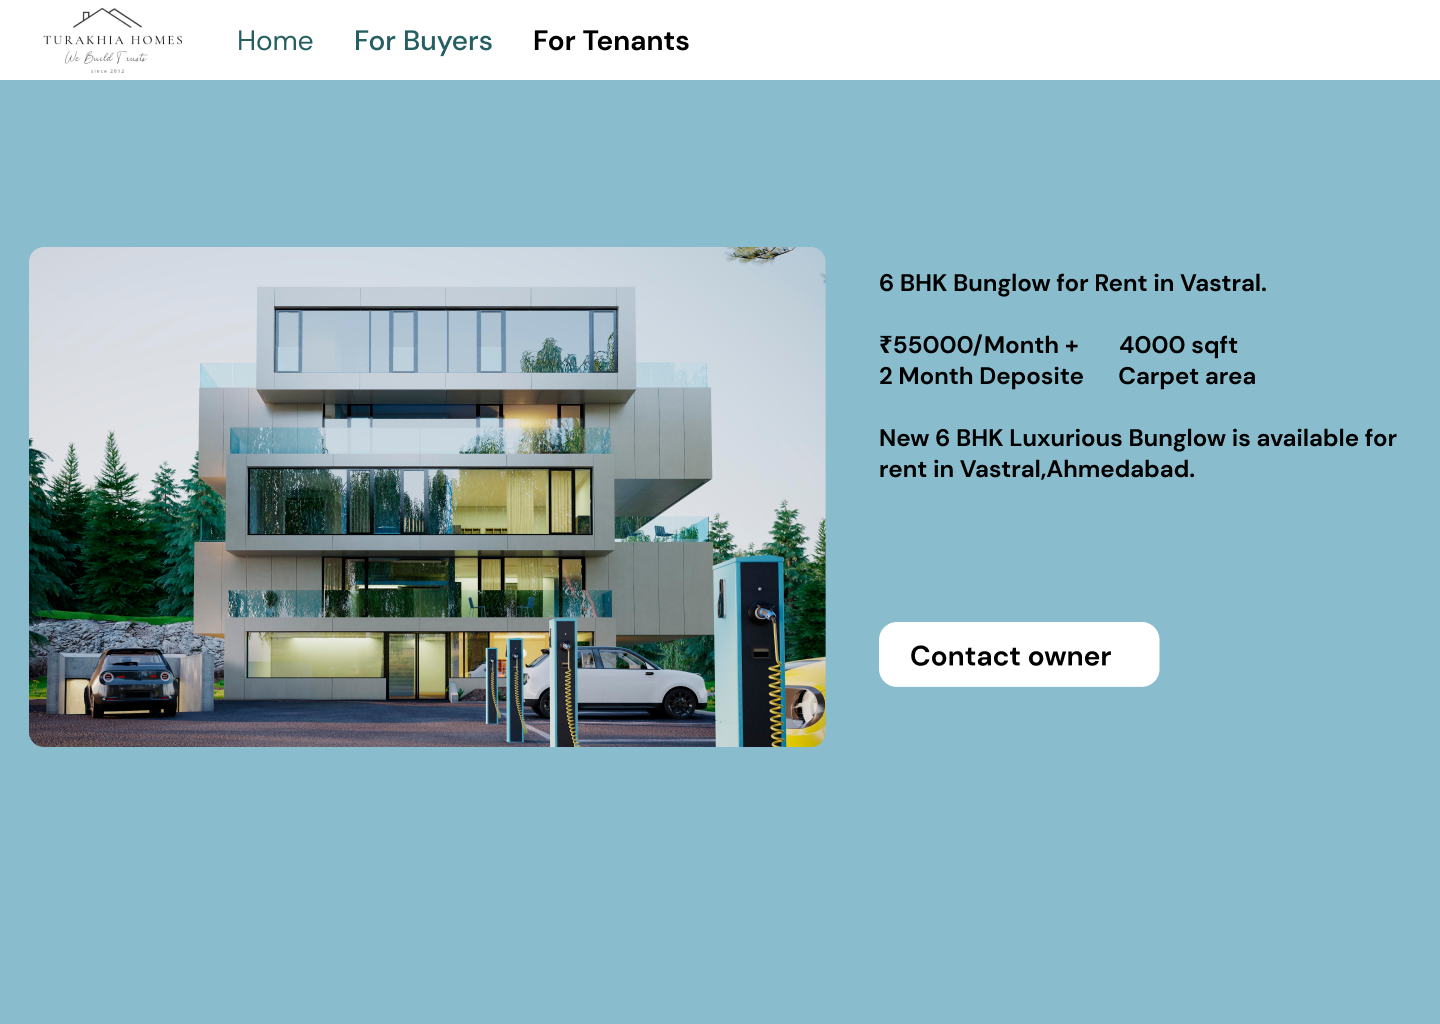 TURAKHIA HOMES
We Build Trusts
since 2012
Home For Buyers For Tenants
6 BHK Bunglow for Rent in Vastral.
₹55000/Month + 4000 sqft
2 Month Deposite Carpet area
New 6 BHK Luxurious Bunglow is available for
rent in Vastral,Ahmedabad.
Contact owner